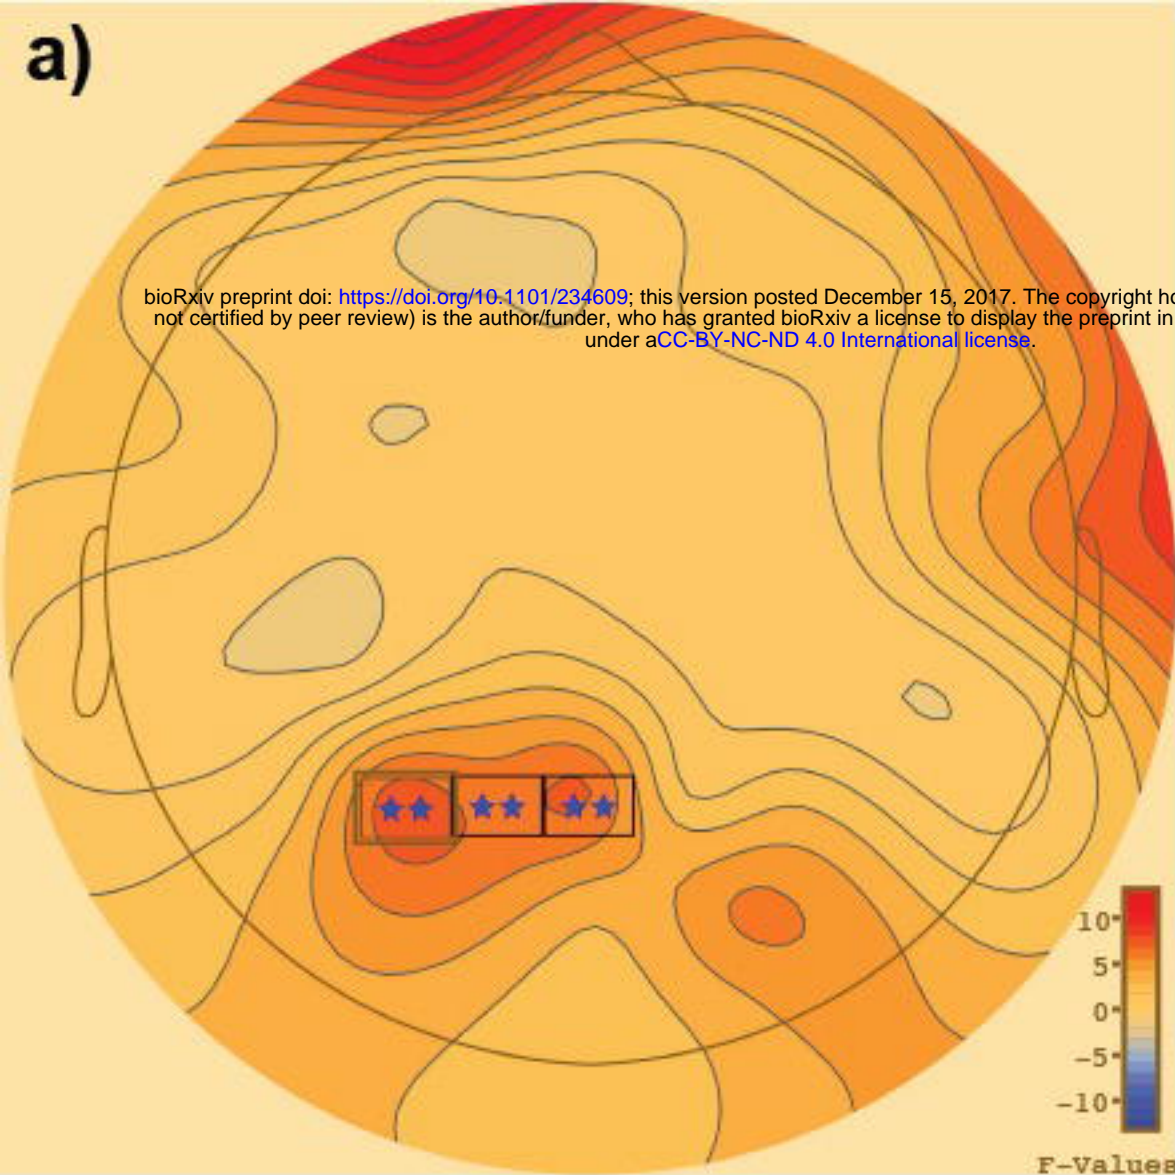 a)
bioRxiv preprint doi: https://doi.org/10.1101/234609; this version posted December 15, 2017. The copyright ho
not certified by peer review) is the author/funder, who has granted bioRxiv a license to display the preprint in
under aCC-BY-NC-ND 4.0 International license.
10
5
0
-5
-10
F-Values